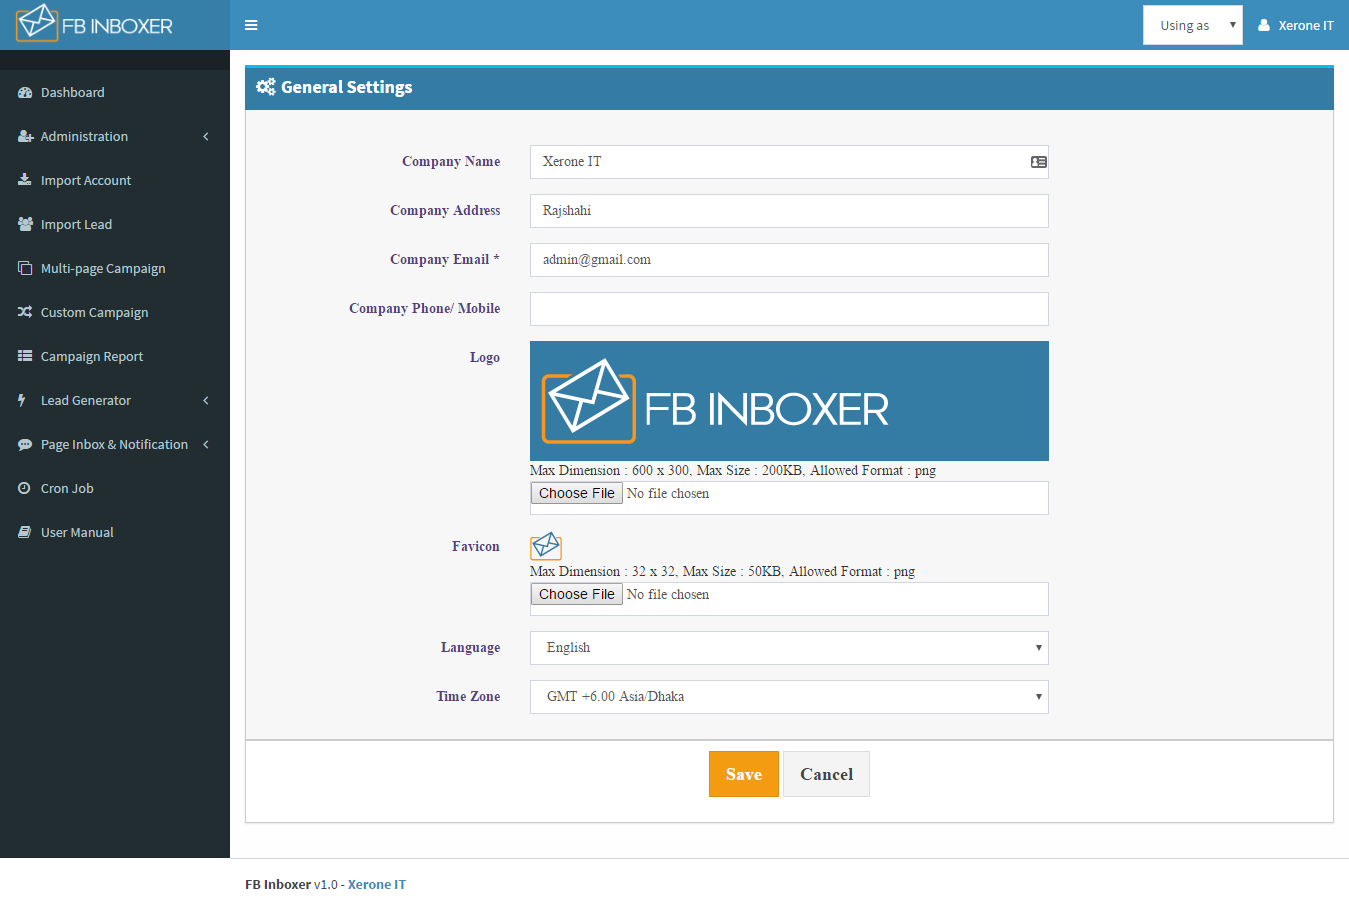 FB INBOXER
Using as
Xerone IT
Dashboard
Administration
Import Account
Import Lead
Multi-page Campaign
Custom Campaign
Campaign Report
Lead Generator
Page Inbox & Notification
Cron Job
User Manual
General Settings
Company Name Xerone IT
Company Address Rajshahi
Company Email * admin@gmail.com
Company Phone/ Mobile
Logo
FB INBOXER
Max Dimension : 600 x 300, Max Size : 200KB, Allowed Format : png
Choose File No file chosen
Favicon
Max Dimension : 32 x 32, Max Size : 50KB, Allowed Format : png
Choose File No file chosen
Language English
Time Zone GMT +6.00 Asia/Dhaka
Save Cancel
FB Inboxer v1.0 - Xerone IT